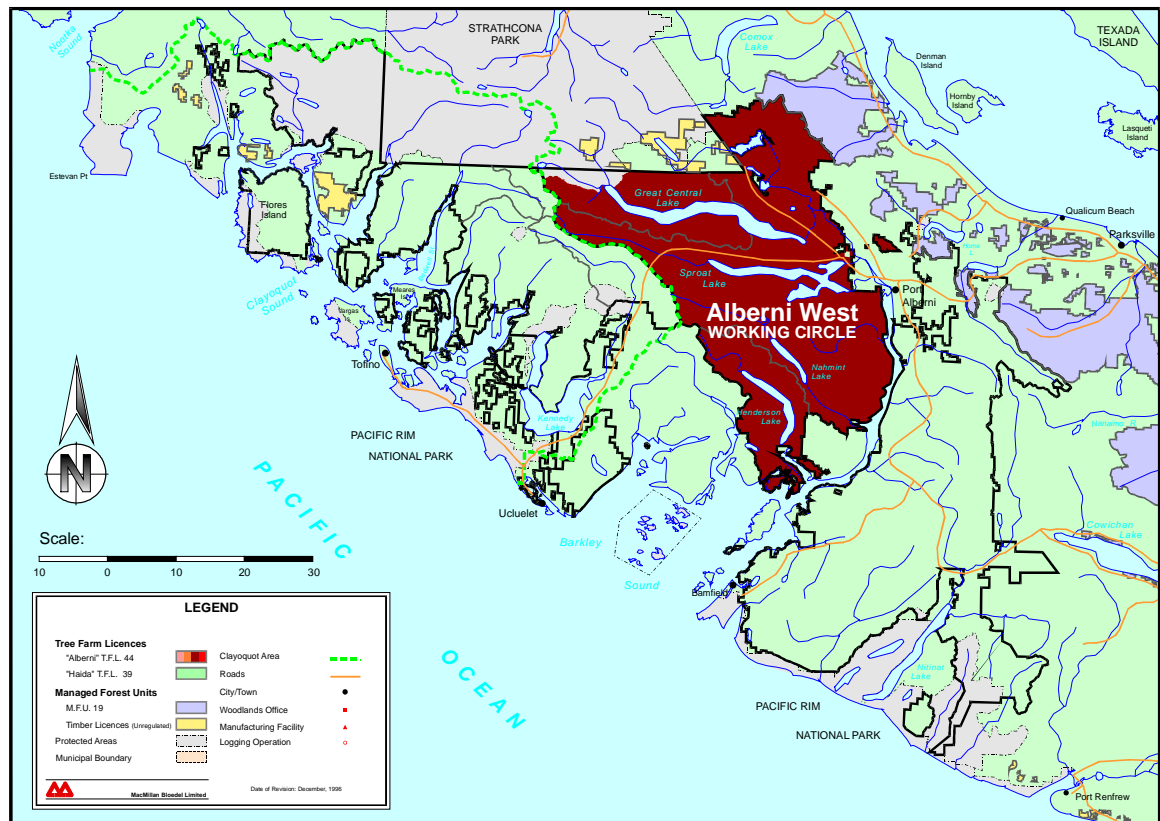 STRATHCONA
PARK
TEXADA
ISLAND
Nootka
Sound
Comox
Lake
Denman
Island
Hornby
Island
Lasqueti
Island
Estevan Pt
Flores
Island
Great Central
Lake
Qualicum Beach
Parksville
Horne
Clayoquot
Sound
Meares
Vargas
Sproat
Lake
Port
Alberni
Alberni West
WORKING CIRCLE
Tofino
Nahmint
Lake
Henderson
Lake
Kennedy
Lake
Nanaimo R
PACIFIC RIM
NATIONAL PARK
N
PACIFIC
Ucluelet
Barkley
Sound
Cowichan
Lake
Scale:
10 0 10 20 30
Bamfield
OCEAN
Nitinat
Lake
PACIFIC RIM
NATIONAL PARK
Port Renfrew
LEGEND
Tree Farm Licences
"Alberni" T.F.L. 44
"Haida" T.F.L. 39
Managed Forest Units
M.F.U. 19
Timber Licences (Unregulated)
Protected Areas
Municipal Boundary
Clayoquot Area
Roads
City/Town
Woodlands Office
Manufacturing Facility
Logging Operation
MacMillan Bloedel Limited
Date of Revision: December, 1996